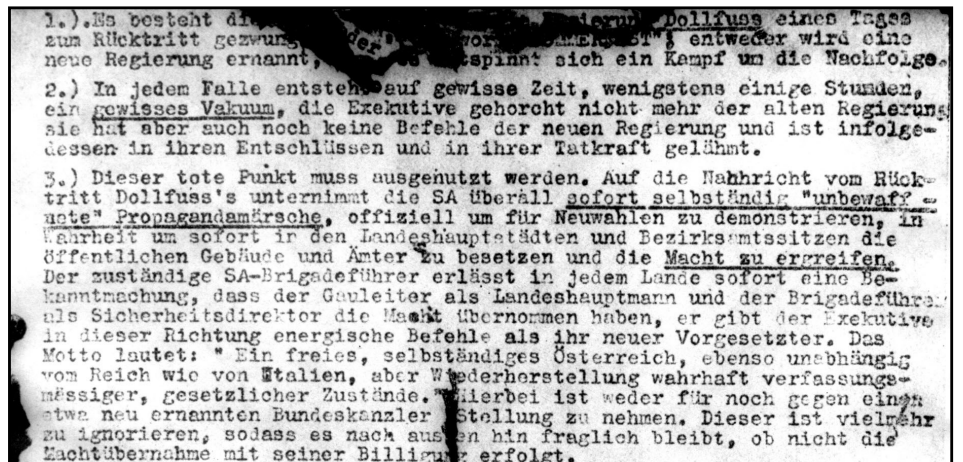 1.).Es besteht die Regierung Dollfuss eines Tages
zum Rücktritt der entweder wird eine
neue Regierung ernannt, entspinnt sich ein Kampf um die Nachfolge.
2.) In jedem Falle entsteht auf gewisse Zeit, wenigstens einige Stunden,
ein gewisses Vakuum, die Exekutive gehorcht nicht mehr der alten Regierung
sie hat aber auch noch keine Befehle der neuen Regierung und ist infolge-
dessen in ihren Entschlüssen und in ihrer Tatkraft gelähmt.
3.) Dieser tote Punkt muss ausgenutzt werden. Auf die Nahhricht vom Rück-
tritt Dollfuss's unternimmt die SA überall sofort selbständig "unbewaff -
nete" Propagandamärsche, offiziell um für Neuwahlen zu demonstrieren, in
Wahrheit um sofort in den Landeshauptstädten und Bezirksamtssitzen die
öffentlichen Gebäude und Ämter zu besetzen und die Macht zu ergreifen.
Der zuständige SA-Brigadeführer erlässt in jedem Lande sofort eine Be-
kanntmachung, dass der Gauleiter als Landeshauptmann und der Brigadeführer
als Sicherheitsdirektor die Macht übernommen haben, er gibt der Exekutive
in dieser Richtung energische Befehle als ihr neuer Vorgesetzter. Das
Motto lautet: " Ein freies, selbständiges Österreich, ebenso unabhängig
vom Reich wie von Italien, aber Wiederherstellung wahrhaft verfassungs-
mässiger, gesetzlicher Zustände." Hierbei ist weder für noch gegen einen
etwa neu ernannten Bundeskanzler Stellung zu nehmen. Dieser ist vielmehr
zu ignorieren, sodass es nach aussen hin fraglich bleibt, ob nicht die
Machtübernahme mit seiner Billigung erfolgt.